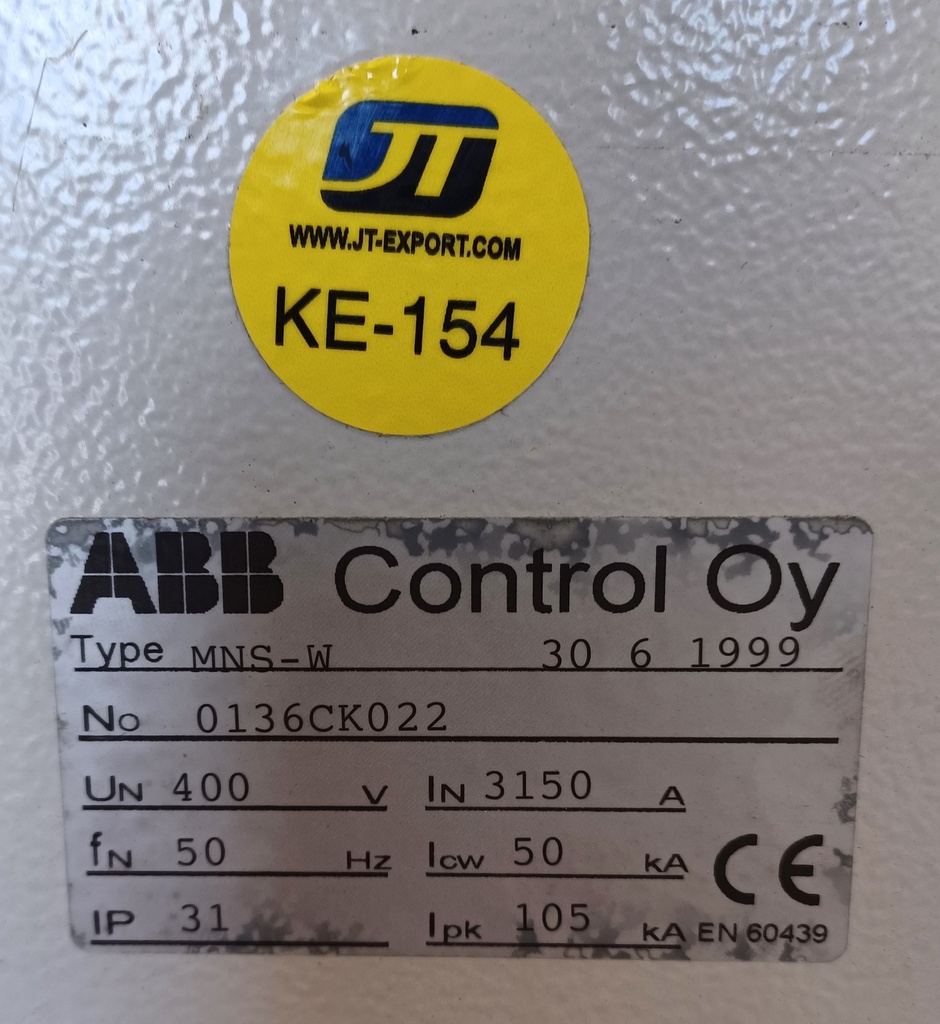 JT
WWW.JT-EXPORT.COM
KE-154
ABB Control Oy
Type MNS-W 30 6 1999
No 0136CK022
UN 400 V IN 3150 A
fN 50 Hz Icw 50 kA CE
IP 31 Ipk 105 kA EN 60439